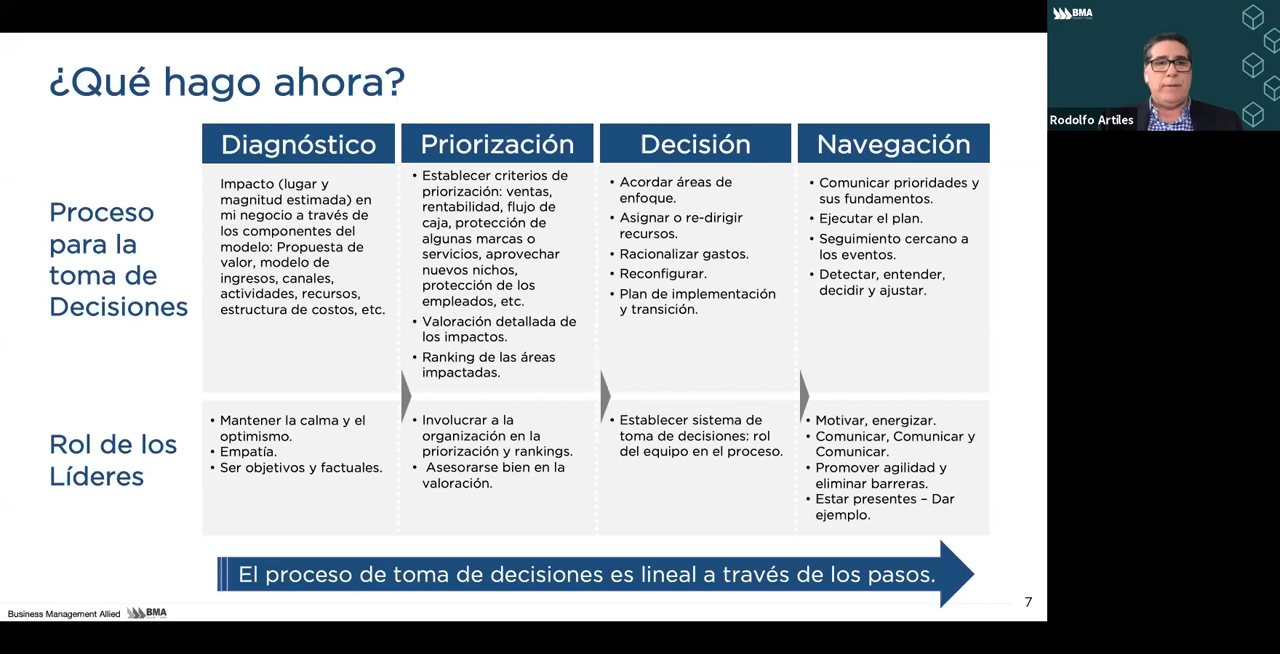 ¿Qué hago ahora?
Diagnóstico
Priorización
Decisión
Navegación
Proceso
para la
toma de
Decisiones
Impacto (lugar y
magnitud estimada) en
mi negocio a través de
los componentes del
modelo: Propuesta de
valor, modelo de
ingresos, canales,
actividades, recursos,
estructura de costos, etc.
• Establecer criterios de
priorización: ventas,
rentabilidad, flujo de
caja, protección de
algunas marcas o
servicios, aprovechar
nuevos nichos,
protección de los
empleados, etc.
• Valoración detallada de
los impactos.
• Ranking de las áreas
impactadas.
• Acordar áreas de
enfoque.
• Asignar o re-dirigir
recursos.
• Racionalizar gastos.
• Reconfigurar.
• Plan de implementación
y transición.
• Comunicar prioridades y
sus fundamentos.
• Ejecutar el plan.
• Seguimiento cercano a
los eventos.
• Detectar, entender,
decidir y ajustar.
Rol de los
Líderes
• Mantener la calma y el
optimismo.
• Empatía.
• Ser objetivos y factuales.
• Involucrar a la
organización en la
priorización y rankings.
• Asesorarse bien en la
valoración.
• Establecer sistema de
toma de decisiones: rol
del equipo en el proceso.
• Motivar, energizar.
• Comunicar, Comunicar y
Comunicar.
• Promover agilidad y
eliminar barreras.
• Estar presentes – Dar
ejemplo.
El proceso de toma de decisiones es lineal a través de los pasos.
Business Management Allied
BMA
7
BMA
Rodolfo Artiles